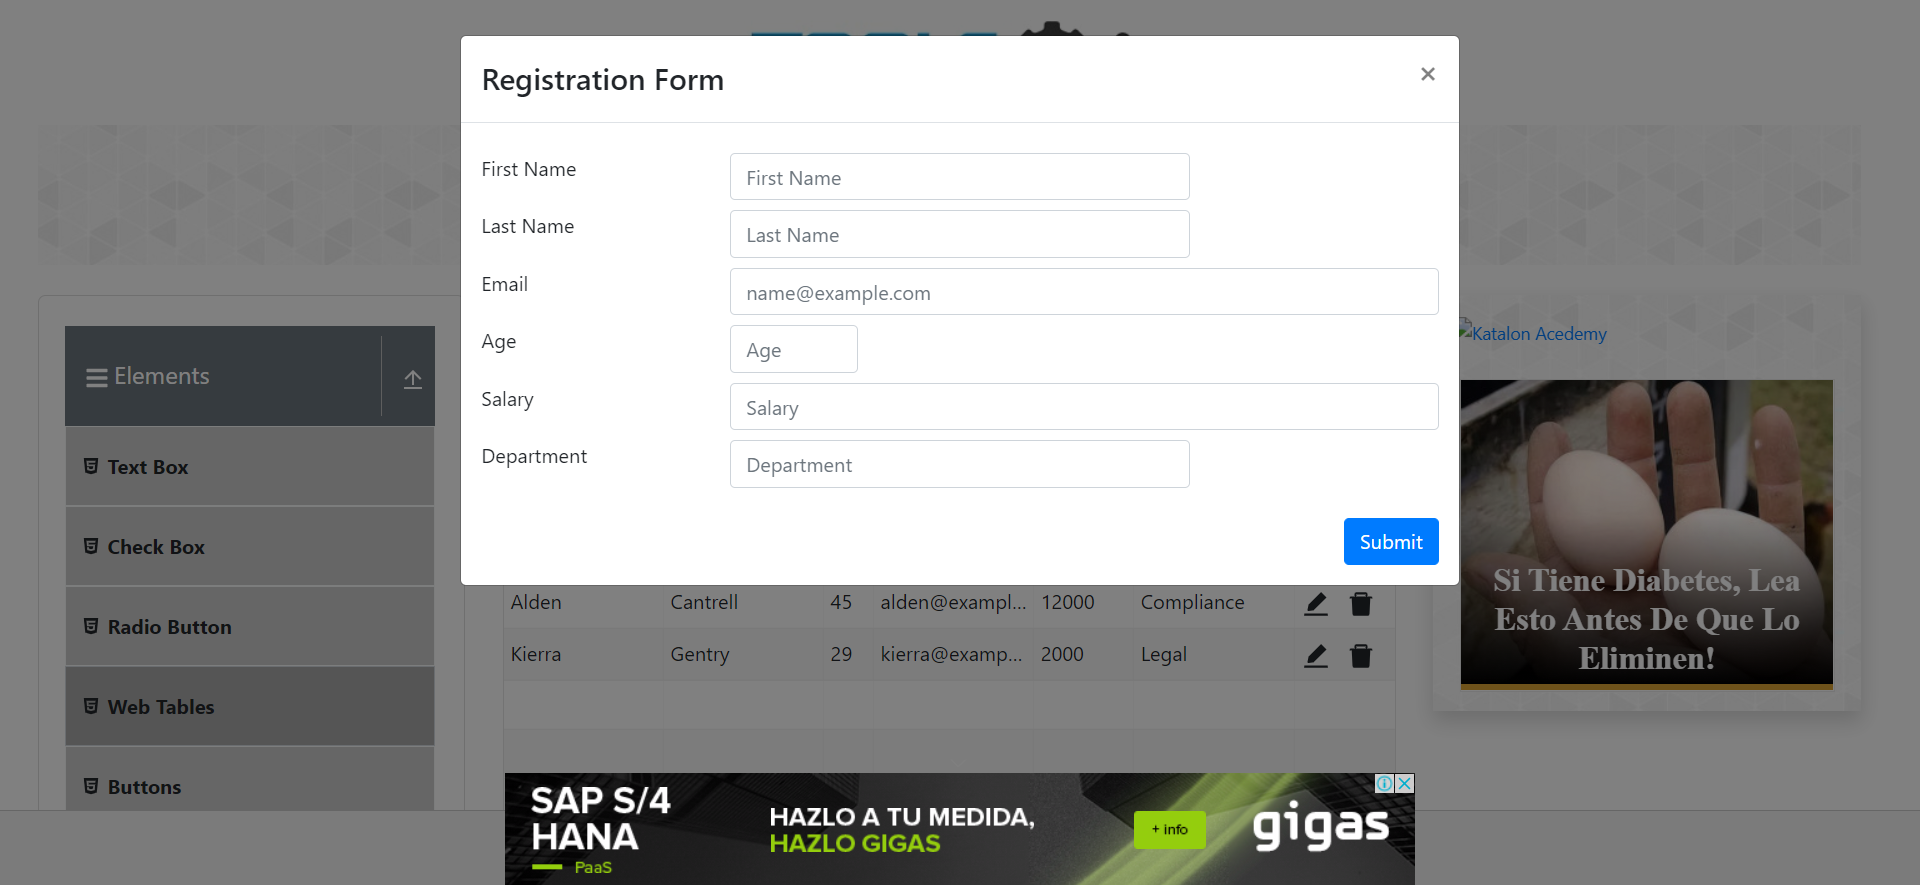 Registration Form
×
First Name
First Name
Last Name
Last Name
Email
name@example.com
Age
Age
Salary
Salary
Department
Department
Submit
Elements
Text Box
Check Box
Radio Button
Web Tables
Buttons
Alden Cantrell 45 alden@exampl... 12000 Compliance
Kierra Gentry 29 kierra@examp... 2000 Legal
Katalon Acedemy
Si Tiene Diabetes, Lea
Esto Antes De Que Lo
Eliminen!
SAP S/4
HANA
PaaS
HAZLO A TU MEDIDA,
HAZLO GIGAS
+ info
gigas